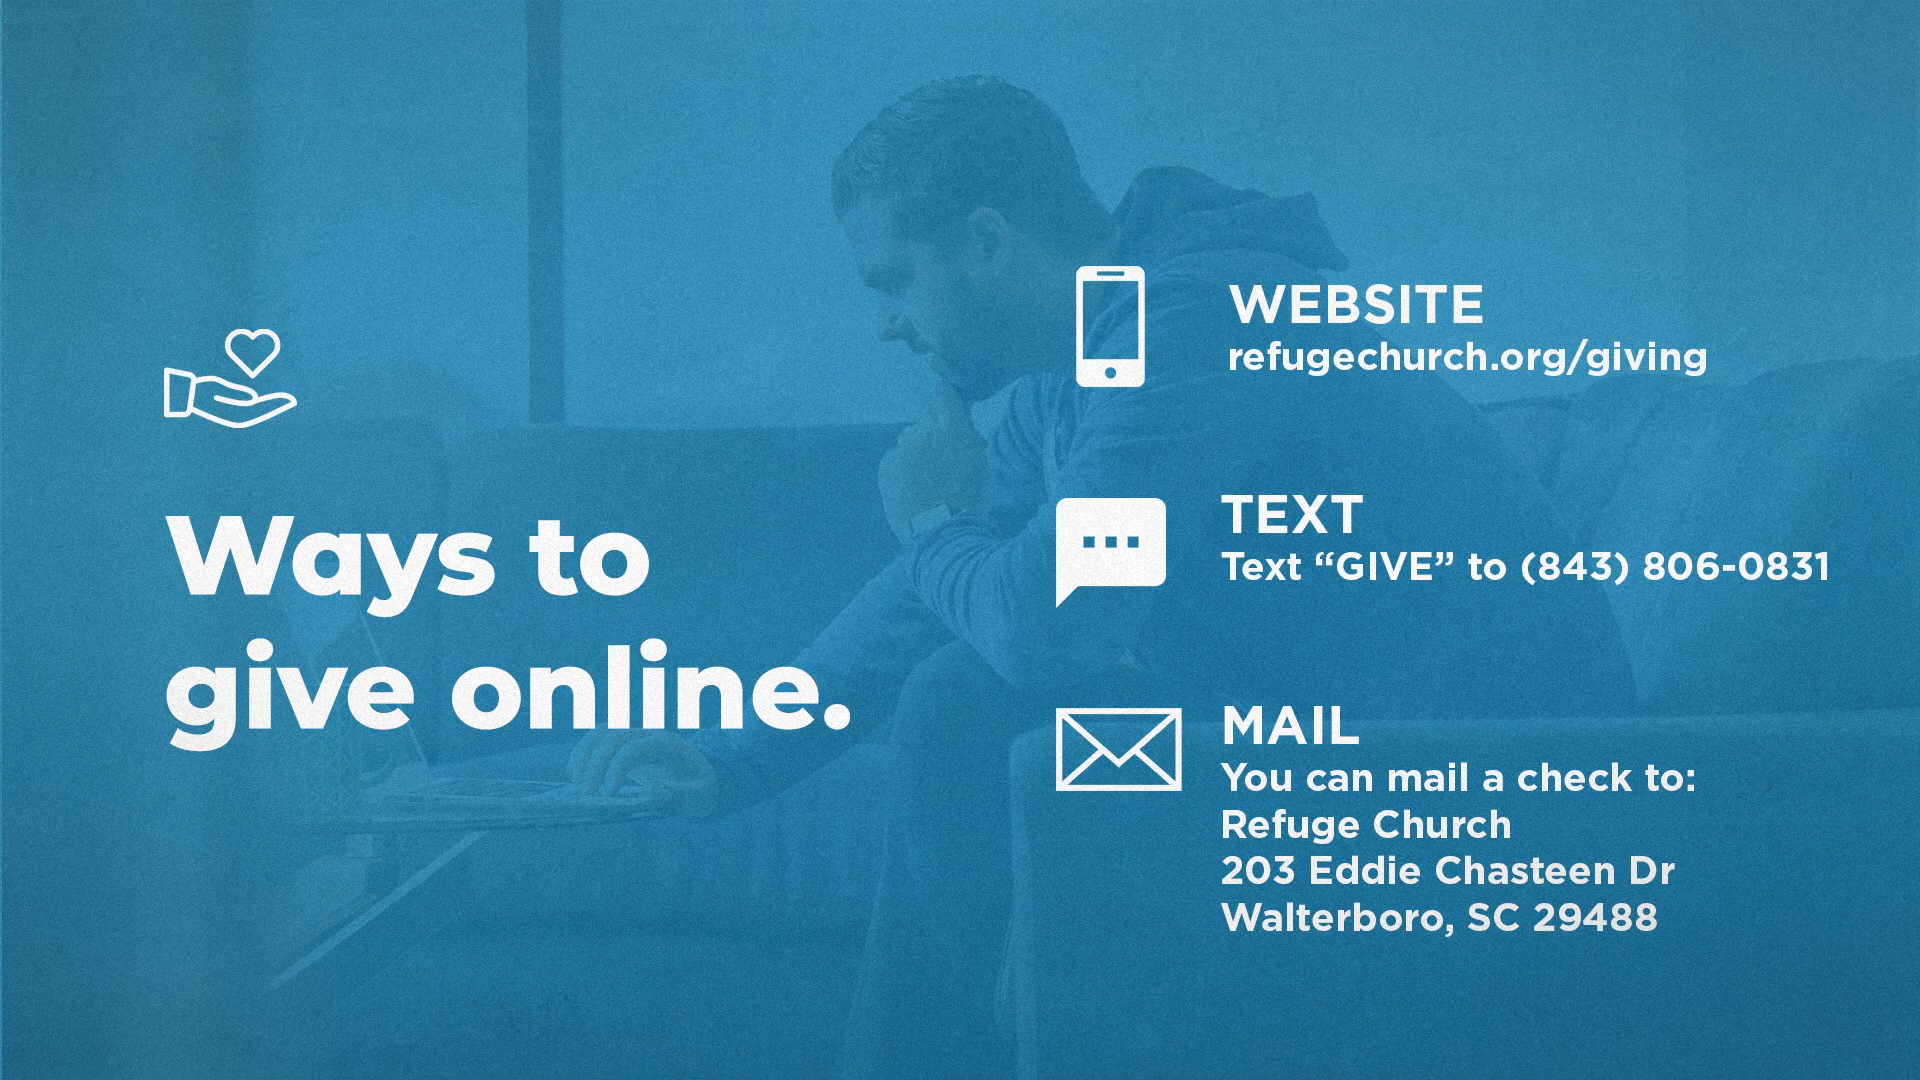 Ways to
give online.
WEBSITE
refugechurch.org/giving
TEXT
Text “GIVE” to (843) 806-0831
MAIL
You can mail a check to:
Refuge Church
203 Eddie Chasteen Dr
Walterboro, SC 29488